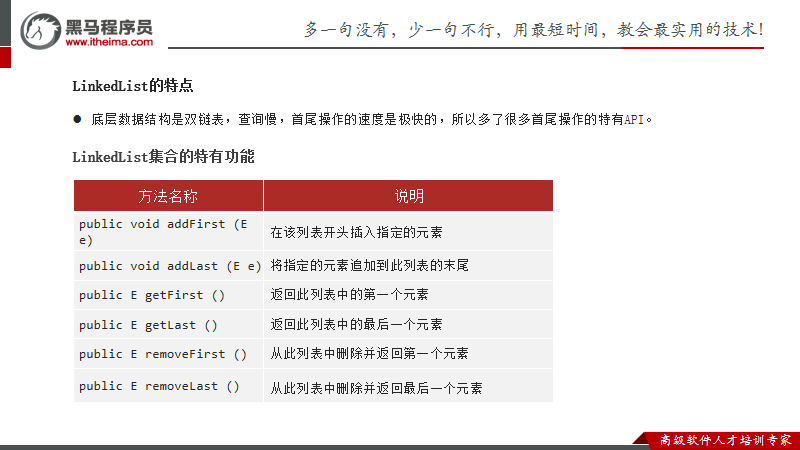 黑马程序员
www.itheima.com
多一句没有，少一句不行，用最短时间，教会最实用的技术！
LinkedList的特点
● 底层数据结构是双链表，查询慢，首尾操作的速度是极快的，所以多了很多首尾操作的特有API。
LinkedList集合的特有功能
方法名称 说明
public void addFirst (E
e) 在该列表开头插入指定的元素
public void addLast (E e) 将指定的元素追加到此列表的末尾
public E getFirst () 返回此列表中的第一个元素
public E getLast () 返回此列表中的最后一个元素
public E removeFirst () 从此列表中删除并返回第一个元素
public E removeLast () 从此列表中删除并返回最后一个元素
高级软件人才培训专家